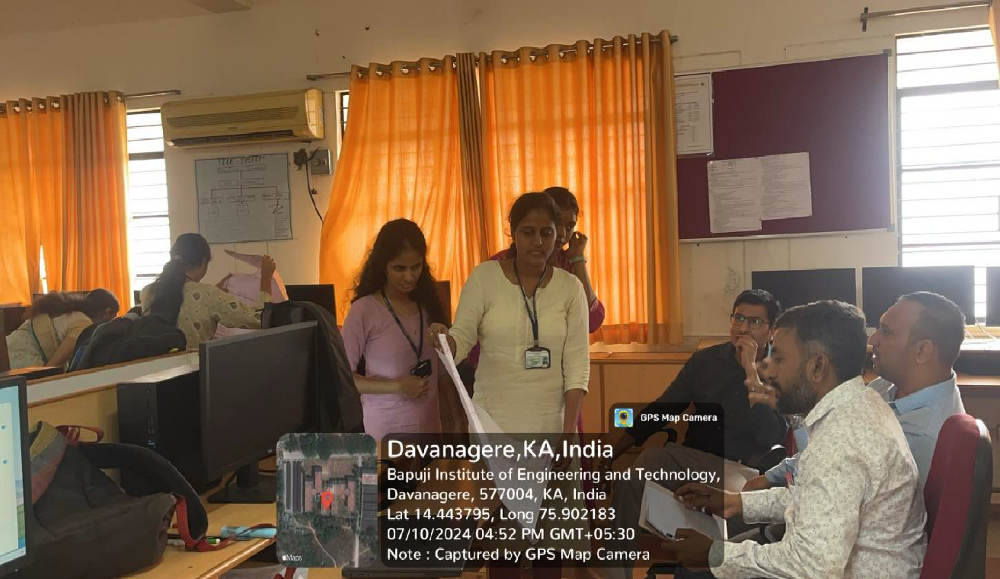 FILE SYSTEM
GPS Map Camera
Davanagere,KA,India
Bapuji Institute of Engineering and Technology,
Davanagere, 577004, KA, India
Lat 14.443795, Long 75.902183
07/10/2024 04:52 PM GMT+05:30
Note : Captured by GPS Map Camera
Maps